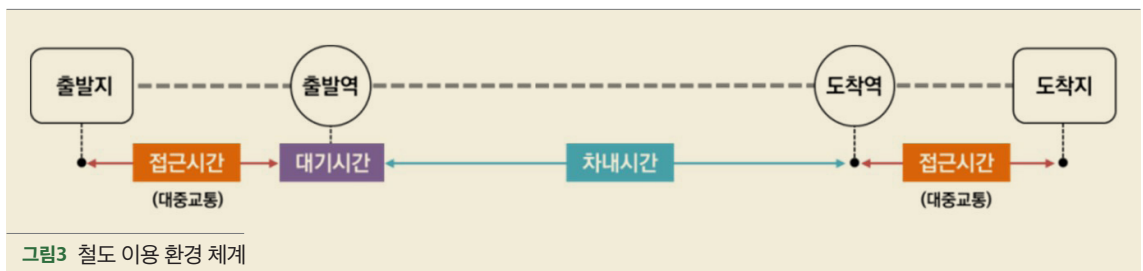 출발지 출발역 도착역 도착지
접근시간 대기시간 차내시간 접근시간
(대중교통) (대중교통)
그림3 철도 이용 환경 체계